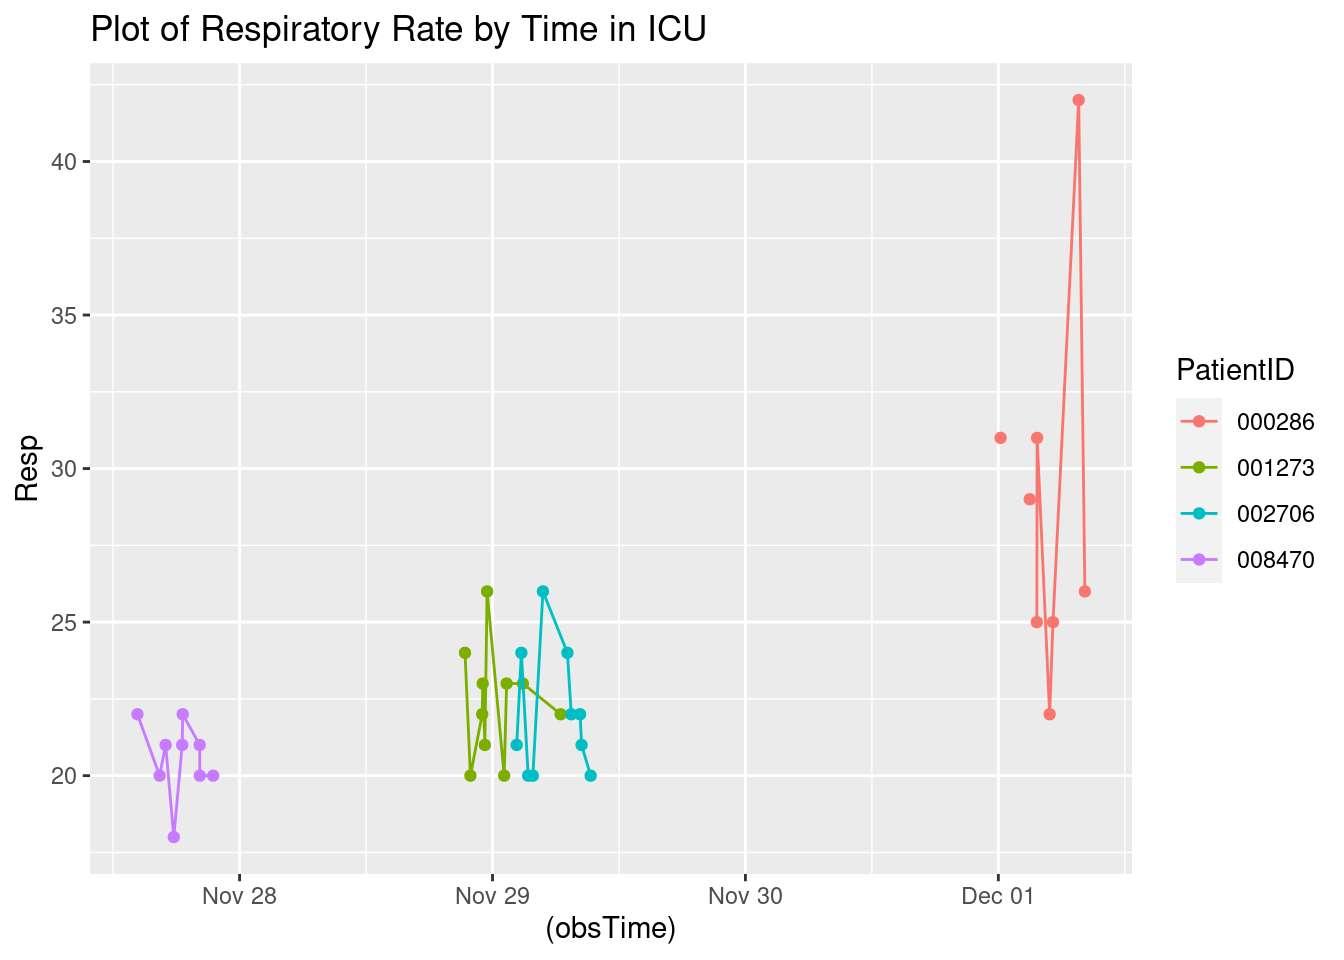 Plot of Respiratory Rate by Time in ICU
Resp
40
35
30
25
20
Nov 28
Nov 29
Nov 30
Dec 01
(obsTime)
PatientID
000286
001273
002706
008470